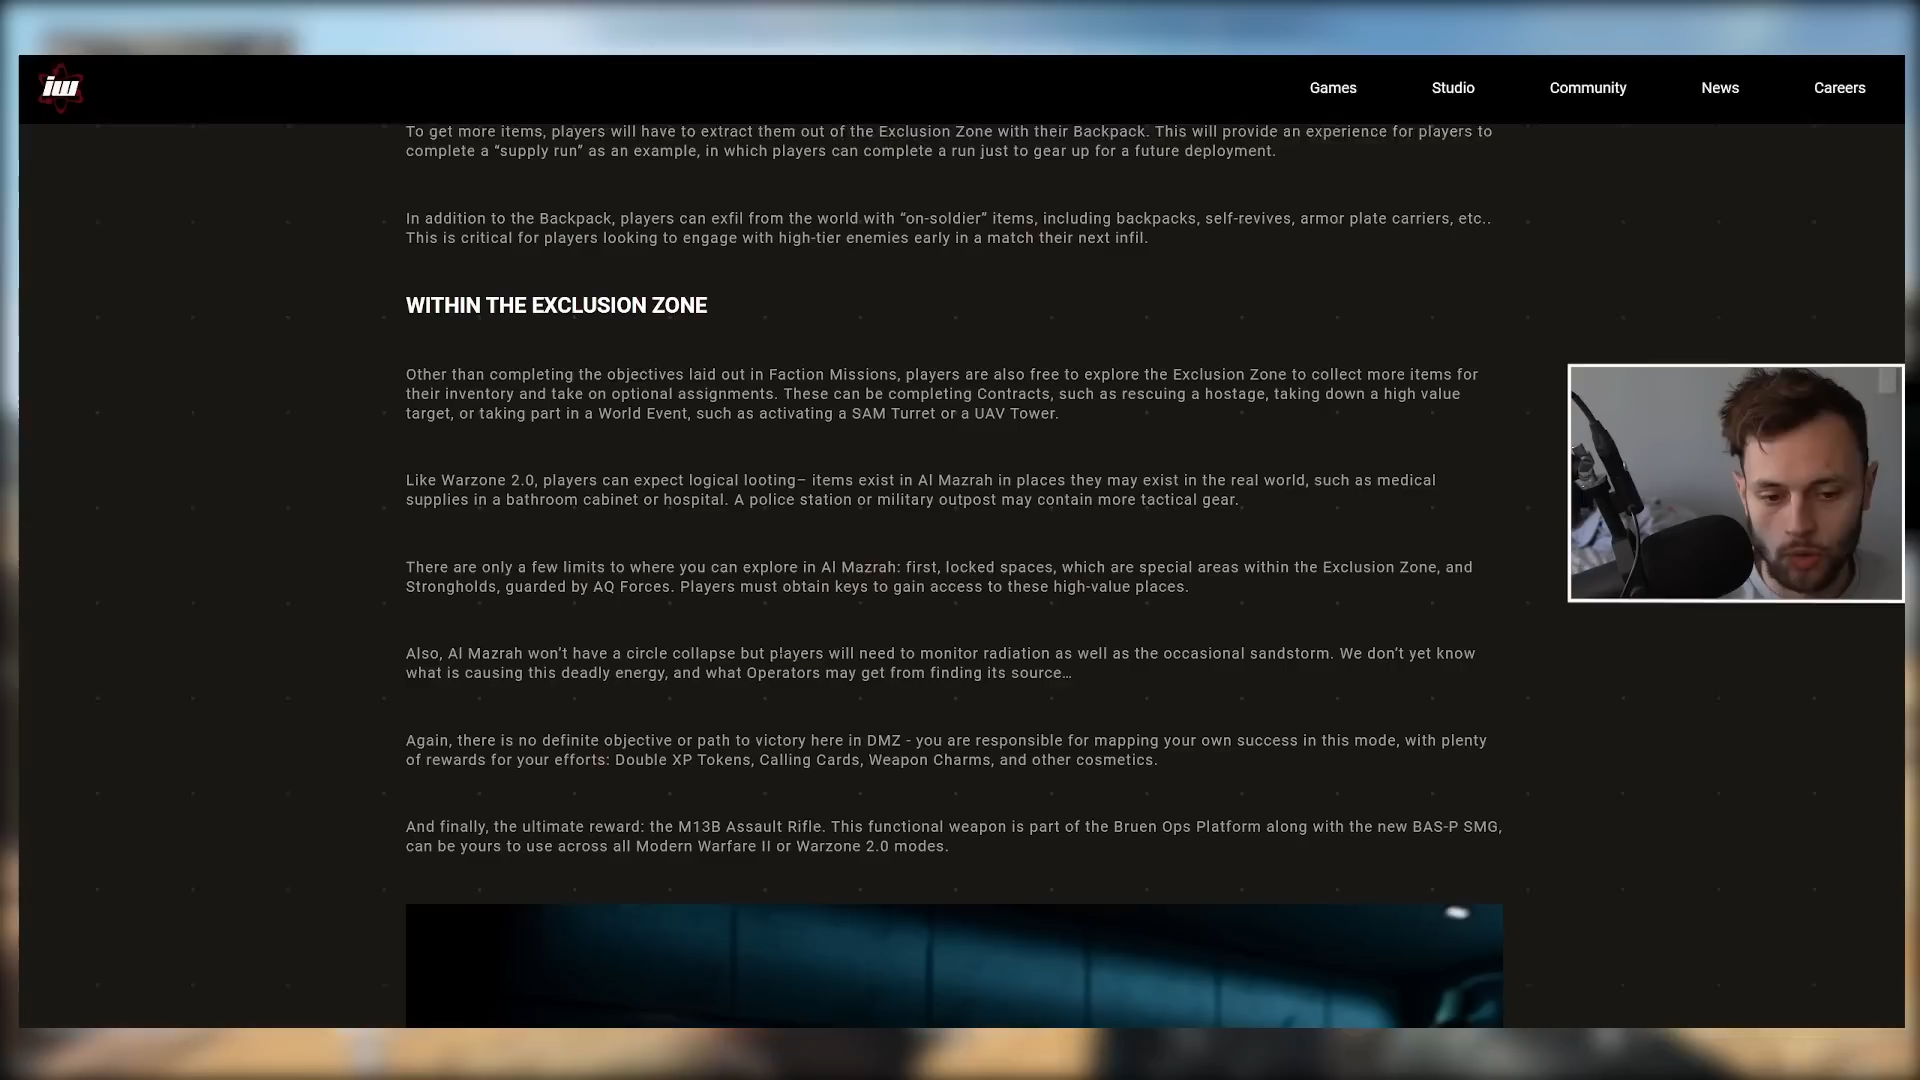 iw
Games
Studio
Community
News
Careers
To get more items, players will have to extract them out of the Exclusion Zone with their Backpack. This will provide an experience for players to
complete a “supply run” as an example, in which players can complete a run just to gear up for a future deployment.
In addition to the Backpack, players can exfil from the world with “on-soldier” items, including backpacks, self-revives, armor plate carriers, etc..
This is critical for players looking to engage with high-tier enemies early in a match their next infil.
WITHIN THE EXCLUSION ZONE
Other than completing the objectives laid out in Faction Missions, players are also free to explore the Exclusion Zone to collect more items for
their inventory and take on optional assignments. These can be completing Contracts, such as rescuing a hostage, taking down a high value
target, or taking part in a World Event, such as activating a SAM Turret or a UAV Tower.
Like Warzone 2.0, players can expect logical looting– items exist in Al Mazrah in places they may exist in the real world, such as medical
supplies in a bathroom cabinet or hospital. A police station or military outpost may contain more tactical gear.
There are only a few limits to where you can explore in Al Mazrah: first, locked spaces, which are special areas within the Exclusion Zone, and
Strongholds, guarded by AQ Forces. Players must obtain keys to gain access to these high-value places.
Also, Al Mazrah won’t have a circle collapse but players will need to monitor radiation as well as the occasional sandstorm. We don’t yet know
what is causing this deadly energy, and what Operators may get from finding its source…
Again, there is no definite objective or path to victory here in DMZ - you are responsible for mapping your own success in this mode, with plenty
of rewards for your efforts: Double XP Tokens, Calling Cards, Weapon Charms, and other cosmetics.
And finally, the ultimate reward: the M13B Assault Rifle. This functional weapon is part of the Bruen Ops Platform along with the new BAS-P SMG,
can be yours to use across all Modern Warfare II or Warzone 2.0 modes.